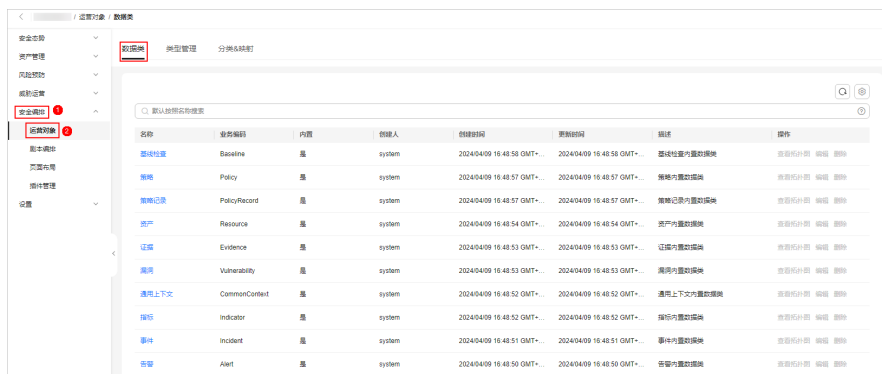 / 运营对象 / 数据类
安全态势
资产管理
风险预防
威胁运营
安全编排 1
运营对象 2
剧本编排
页面布局
插件管理
设置
数据类 类型管理 分类&映射
默认按照名称搜索
名称 业务编码 内置 创建人 创建时间 更新时间 描述 操作
基线检查 Baseline 是 system 2024/04/09 16:48:58 GMT+... 2024/04/09 16:48:58 GMT+... 基线检查内置数据类 查看拓扑图 编辑 删除
策略 Policy 是 system 2024/04/09 16:48:57 GMT+... 2024/04/09 16:48:57 GMT+... 策略内置数据类 查看拓扑图 编辑 删除
策略记录 PolicyRecord 是 system 2024/04/09 16:48:57 GMT+... 2024/04/09 16:48:57 GMT+... 策略记录内置数据类 查看拓扑图 编辑 删除
资产 Resource 是 system 2024/04/09 16:48:54 GMT+... 2024/04/09 16:48:54 GMT+... 资产内置数据类 查看拓扑图 编辑 删除
证据 Evidence 是 system 2024/04/09 16:48:53 GMT+... 2024/04/09 16:48:53 GMT+... 证据内置数据类 查看拓扑图 编辑 删除
漏洞 Vulnerability 是 system 2024/04/09 16:48:53 GMT+... 2024/04/09 16:48:53 GMT+... 漏洞内置数据类 查看拓扑图 编辑 删除
通用上下文 CommonContext 是 system 2024/04/09 16:48:52 GMT+... 2024/04/09 16:48:52 GMT+... 通用上下文内置数据类 查看拓扑图 编辑 删除
指标 Indicator 是 system 2024/04/09 16:48:52 GMT+... 2024/04/09 16:48:52 GMT+... 指标内置数据类 查看拓扑图 编辑 删除
事件 Incident 是 system 2024/04/09 16:48:51 GMT+... 2024/04/09 16:48:51 GMT+... 事件内置数据类 查看拓扑图 编辑 删除
告警 Alert 是 system 2024/04/09 16:48:50 GMT+... 2024/04/09 16:48:50 GMT+... 告警内置数据类 查看拓扑图 编辑 删除